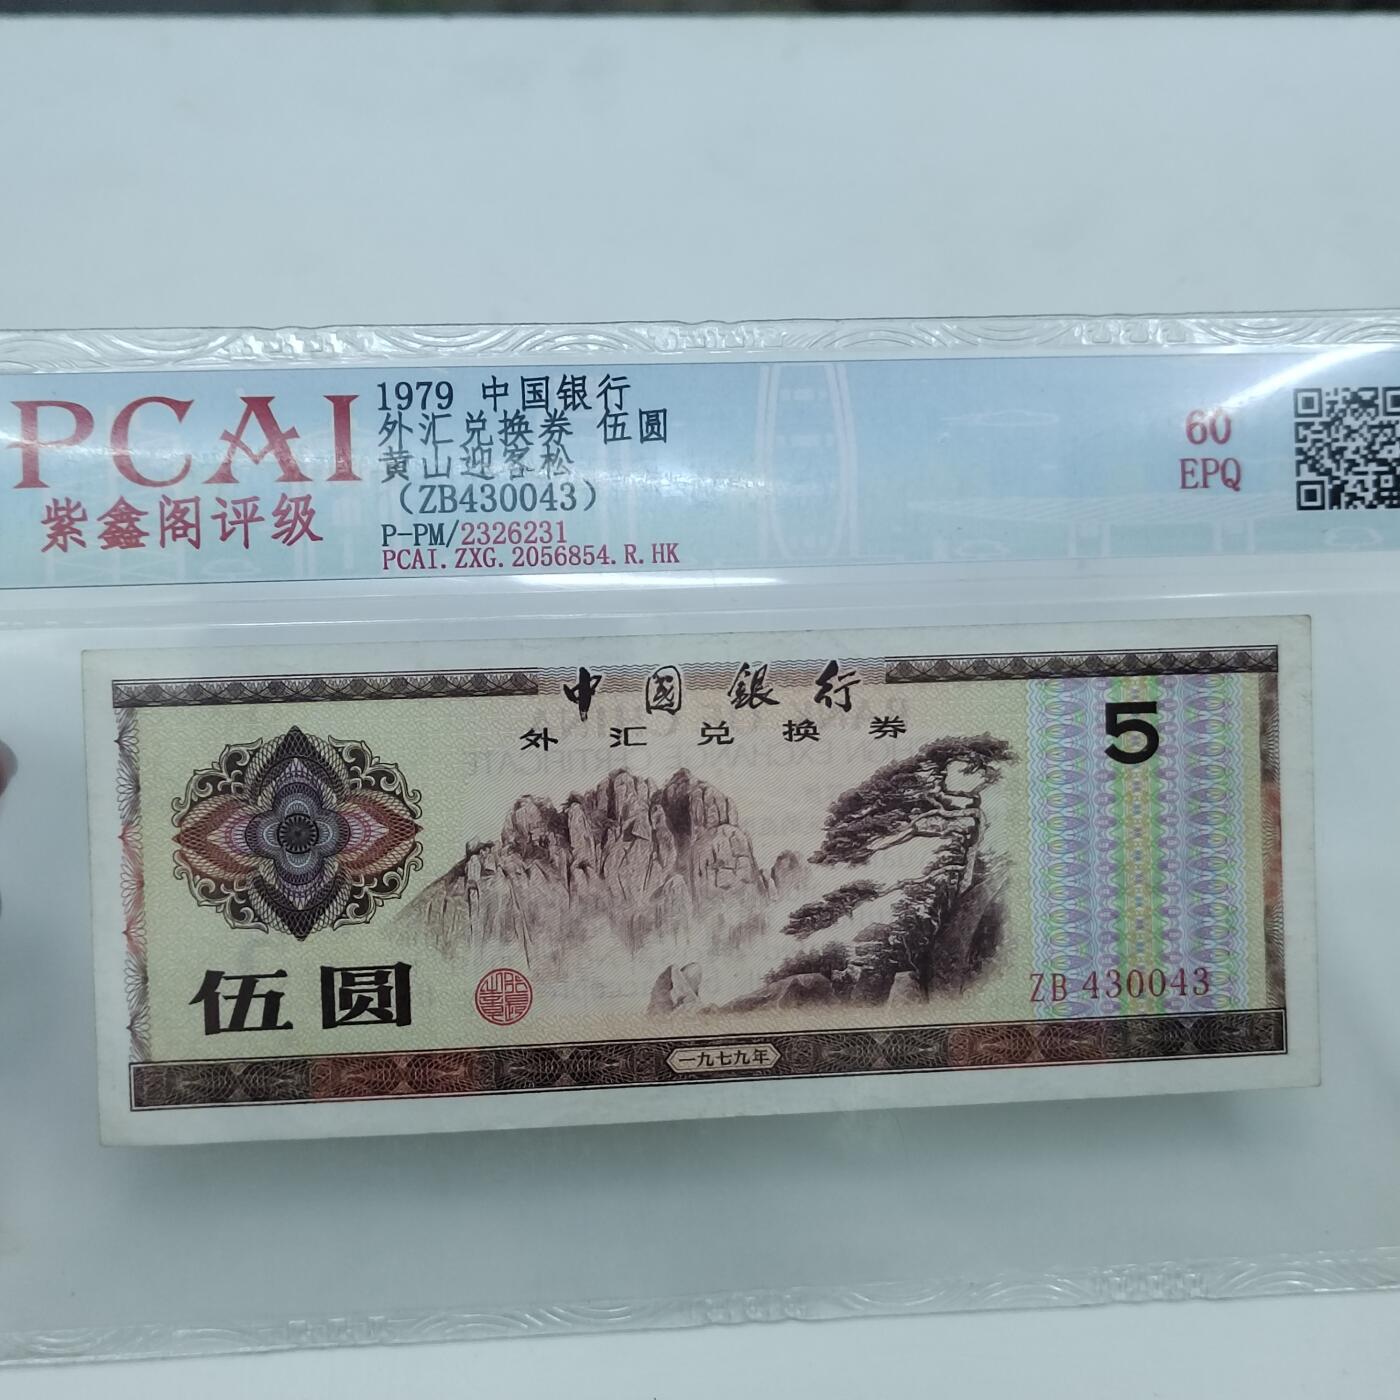 PCAI
紫鑫阁评级
1979 中国银行
外汇兑换券 伍圆
黄山迎客松
(ZB430043)
P-PM/2326231
PCAI.ZXG.2056854.R.HK
60
EPQ
中國銀行
外汇兑换券
5
伍圆
ZB 430043
一九七九年